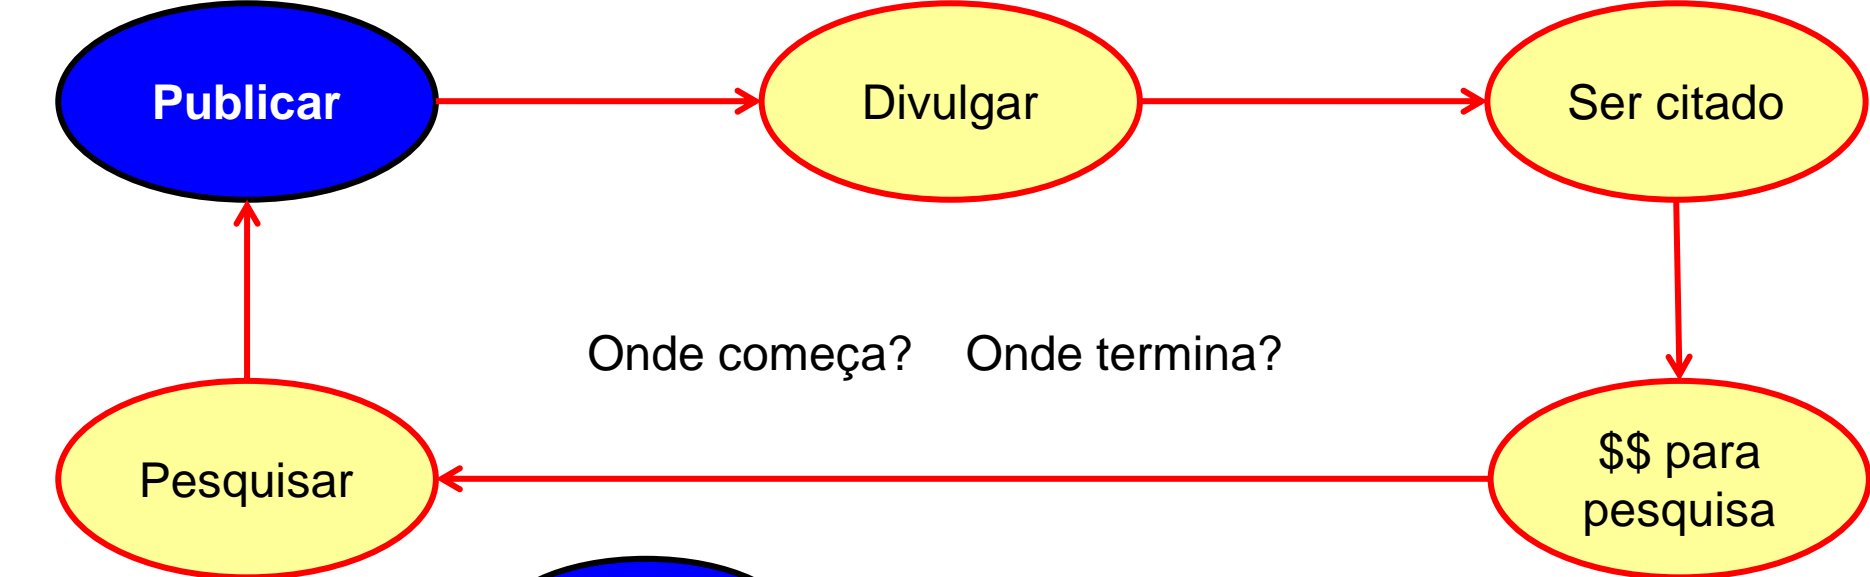 Publicar
Divulgar
Ser citado
Onde começa? Onde termina?
Pesquisar
$$ para
pesquisa